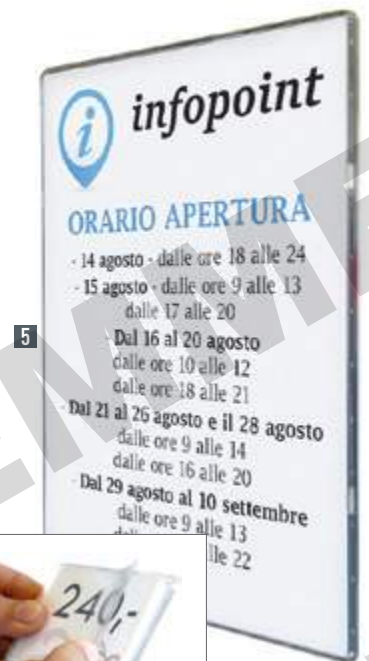 infopoint
ORARIO APERTURA
- 14 agosto - dalle ore 18 alle 24
- 15 agosto - dalle ore 9 alle 13
dalle 17 alle 20
5
- Dal 16 al 20 agosto
dalle ore 10 alle 12
dalle ore 18 alle 21
- Dal 21 al 26 agosto e il 28 agosto
dalle ore 9 alle 14
dalle ore 16 alle 20
- Dal 29 agosto al 10 settembre
dalle ore 9 alle 13
22
240,-